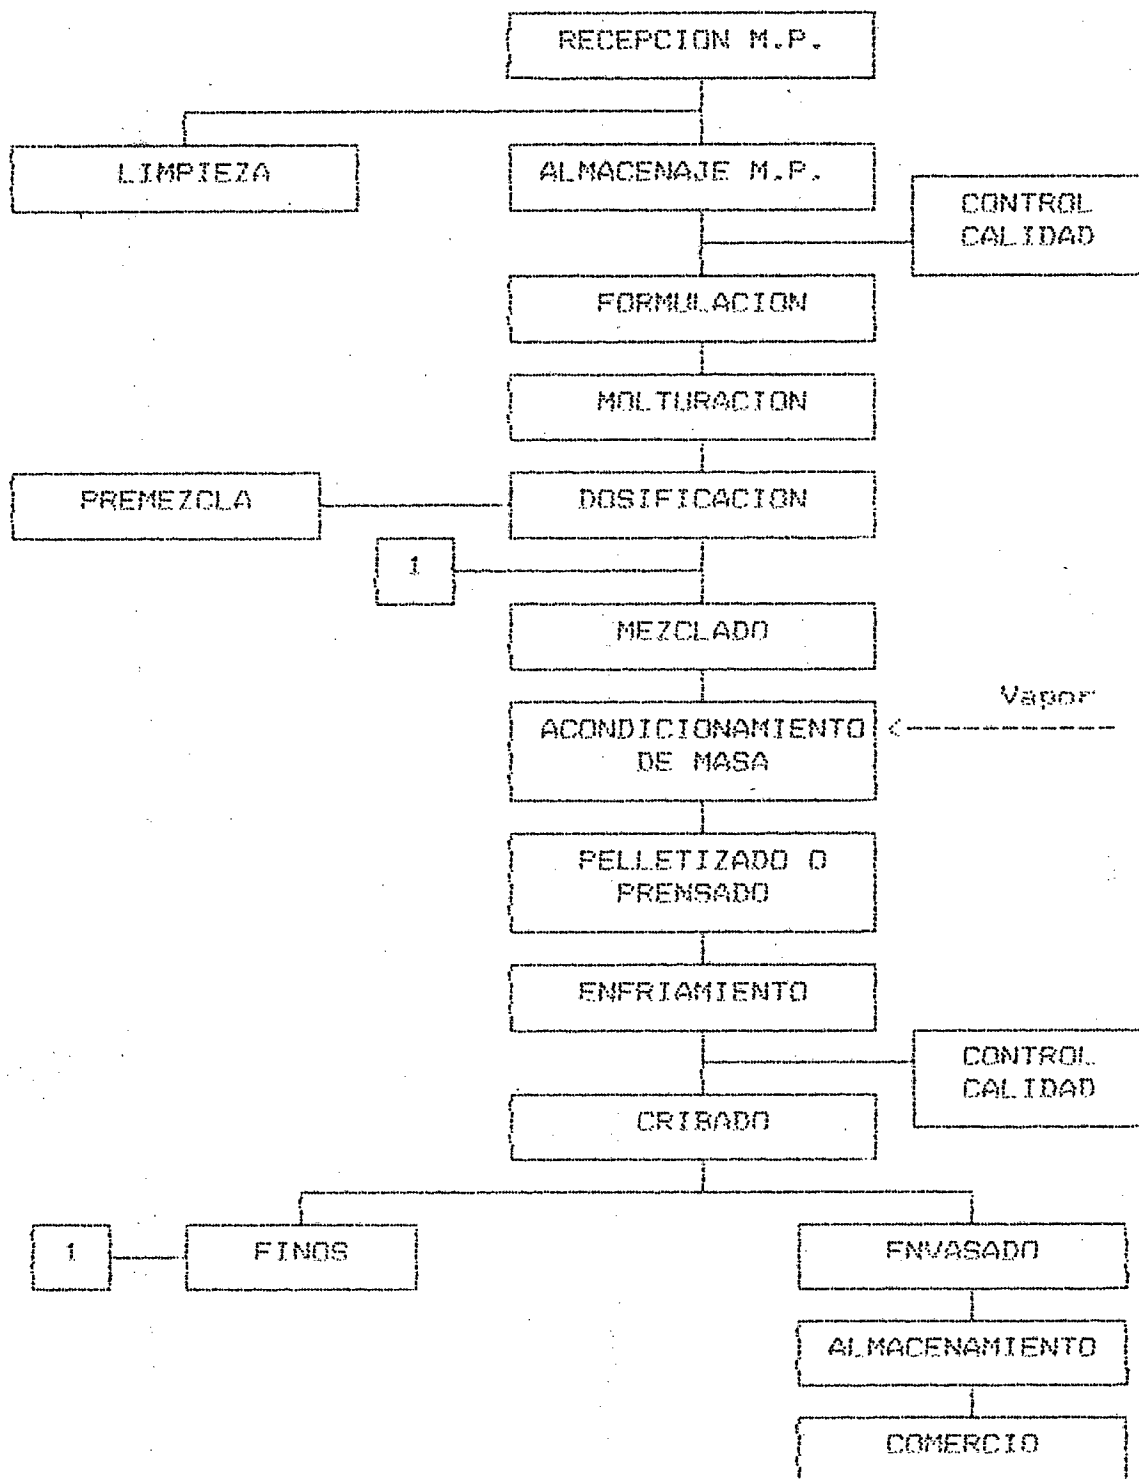 RECEPCION M.P.
LIMPIEZA
ALMACENAJE M.P.
CONTROL
CALIDAD
FORMULACION
MOLTURACION
PREMEZCLA
DOSIFICACION
1
MEZCLADO
Vapor
ACONDICIONAMIENTO
DE MASA
PELLETIZADO O
PRENSADO
ENFRIAMIENTO
CONTROL
CALIDAD
CRIBADO
1
FINOS
ENVASADO
ALMACENAMIENTO
COMERCIO